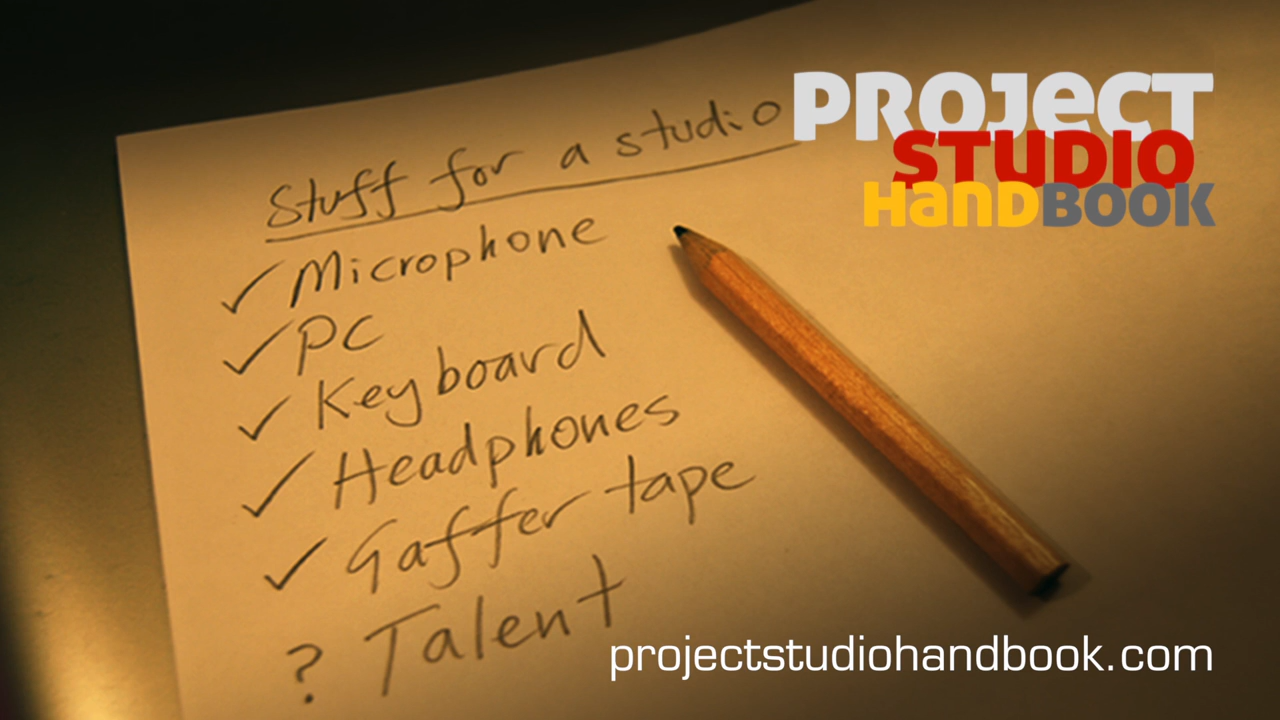 Stuff for a studio
✓ Microphone
✓ PC
✓ Keyboard
✓ Headphones
✓ Gaffer tape
? Talent
PROJECT
STUDIO
HANDBOOK
projectstudiohandbook.com